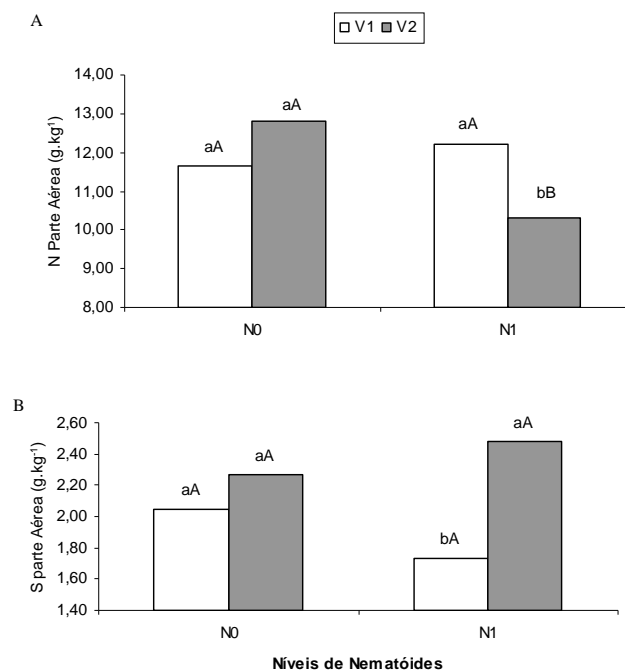 A
V1 V2
14,00
13,00
12,00
11,00
10,00
9,00
8,00
N Parte Aérea (g.kg¹)
aA
aA
aA
bB
N0 N1
B
2,60
2,40
2,20
2,00
1,80
1,60
1,40
S parte Aérea (g.kg⁻¹)
aA
aA
bA
aA
N0 N1
Níveis de Nematóides